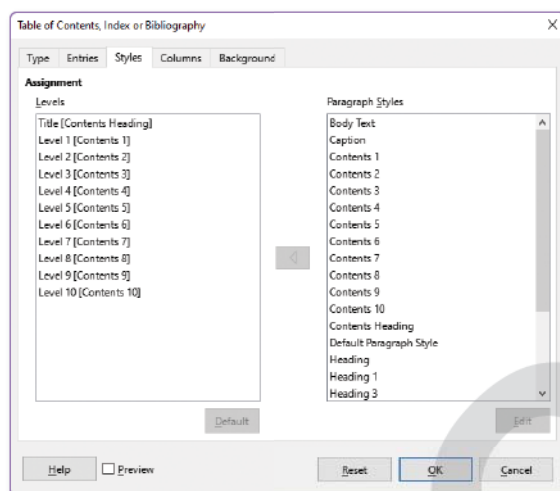 Table of Contents, Index or Bibliography
Type Entries Styles Columns Background
Assignment
Levels
Title [Contents Heading]
Level 1 [Contents 1]
Level 2 [Contents 2]
Level 3 [Contents 3]
Level 4 [Contents 4]
Level 5 [Contents 5]
Level 6 [Contents 6]
Level 7 [Contents 7]
Level 8 [Contents 8]
Level 9 [Contents 9]
Level 10 [Contents 10]
Default
Paragraph Styles
Body Text
Caption
Contents 1
Contents 2
Contents 3
Contents 4
Contents 5
Contents 6
Contents 7
Contents 8
Contents 9
Contents 10
Contents Heading
Default Paragraph Style
Heading
Heading 1
Heading 3
Edit
Help Preview Reset OK Cancel